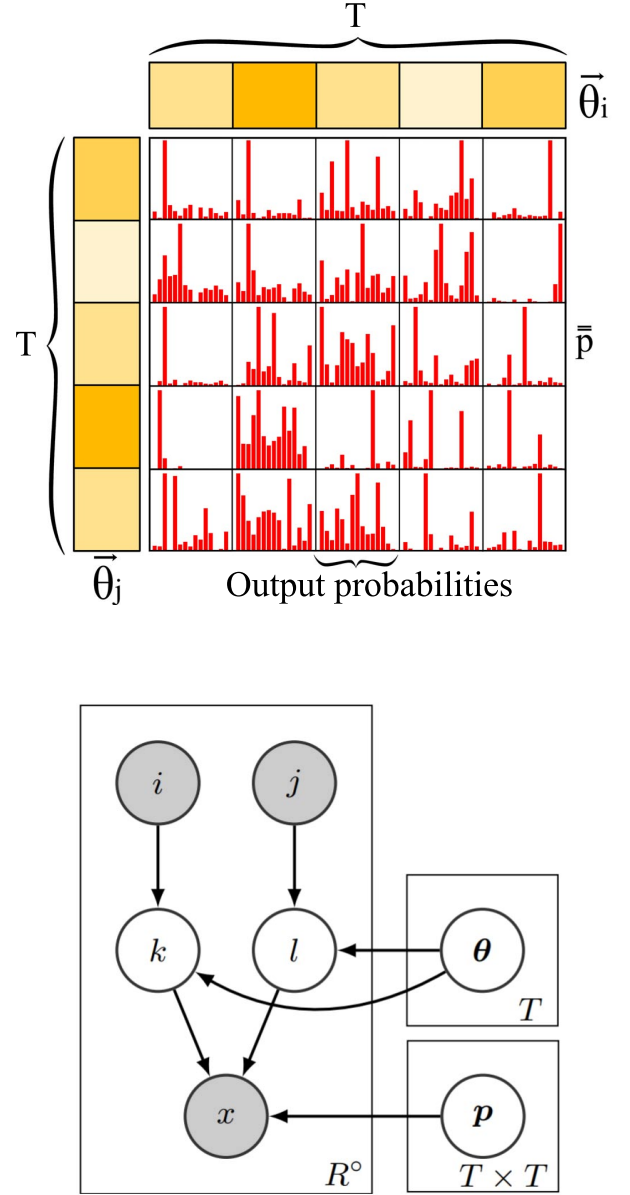 T
θ⃗i
T
p̿
θ⃗j
Output probabilities
i
j
k
l
θ
T
x
p
R°
T × T